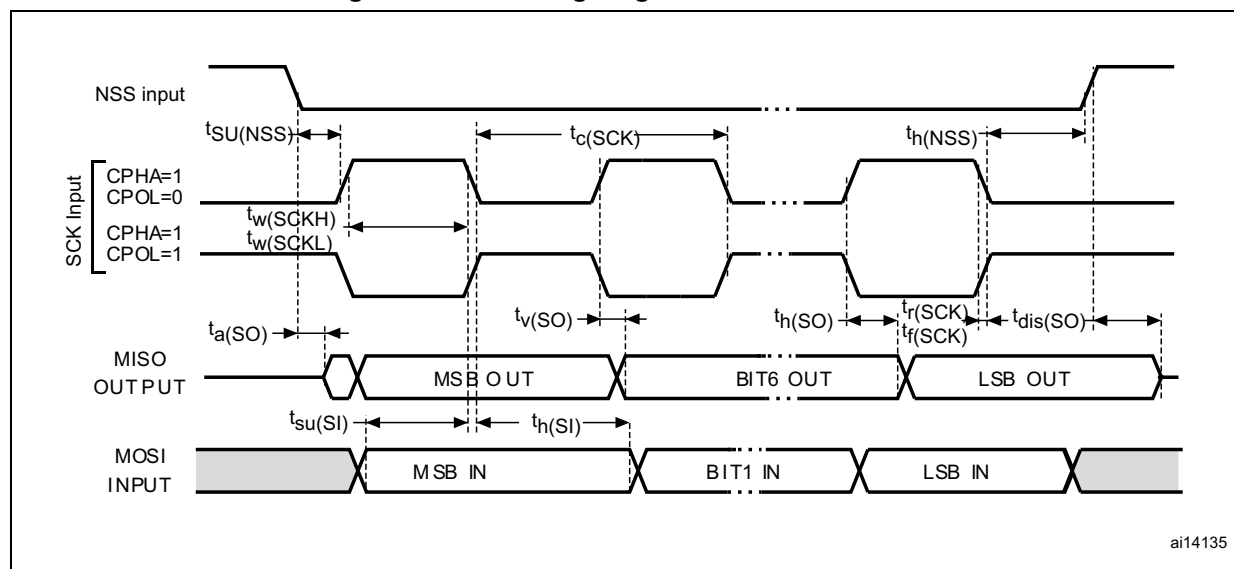 NSS input
tSU(NSS)
tc(SCK)
th(NSS)
SCK Input
CPHA=1
CPOL=0
tw(SCKH)
tw(SCKL)
CPHA=1
CPOL=1
ta(SO)
tv(SO)
th(SO)
tr(SCK)
tf(SCK)
tdis(SO)
MISO
OUTPUT
MSB OUT
BIT6 OUT
LSB OUT
tsu(SI)
th(SI)
MOSI
INPUT
MSB IN
BIT1 IN
LSB IN
ai14135